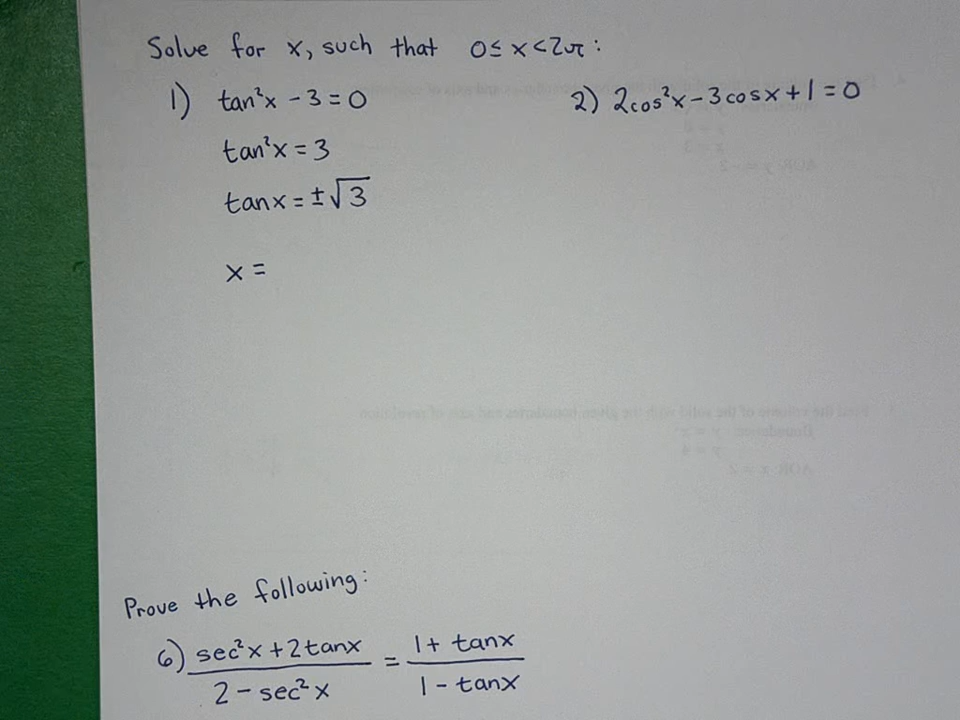 Solve for x, such that 0 ≤ x < 2π :
1) tan²x - 3 = 0
tan²x = 3
tanx = ±√3
x =
2) 2cos²x - 3cosx + 1 = 0
Prove the following:
6) (sec²x + 2tanx)/(2 - sec²x) = (1 + tanx)/(1 - tanx)